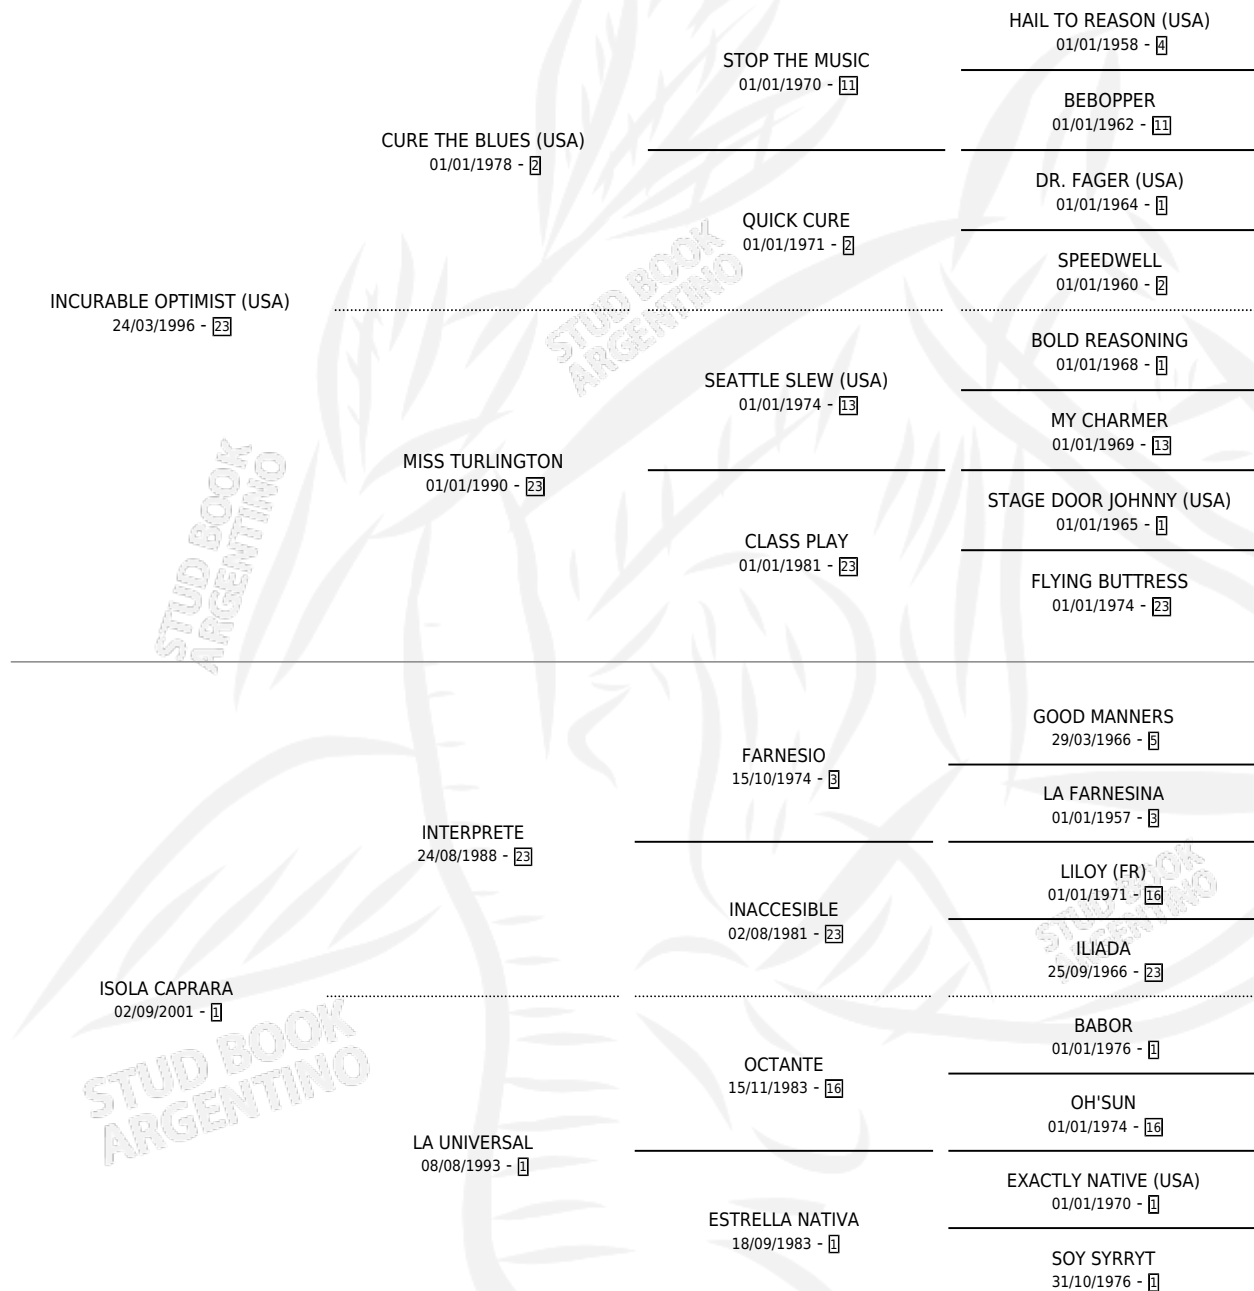 HAIL TO REASON (USA)
01/01/1958 - 4
STOP THE MUSIC
01/01/1970 - 11
BEBOPPER
01/01/1962 - 11
CURE THE BLUES (USA)
01/01/1978 - 2
DR. FAGER (USA)
01/01/1964 - 1
QUICK CURE
01/01/1971 - 2
SPEEDWELL
01/01/1960 - 2
INCURABLE OPTIMIST (USA)
24/03/1996 - 23
BOLD REASONING
01/01/1968 - 1
SEATTLE SLEW (USA)
01/01/1974 - 13
MY CHARMER
01/01/1969 - 13
MISS TURLINGTON
01/01/1990 - 23
STAGE DOOR JOHNNY (USA)
01/01/1965 - 1
CLASS PLAY
01/01/1981 - 23
FLYING BUTTRESS
01/01/1974 - 23
GOOD MANNERS
29/03/1966 - 5
FARNESIO
15/10/1974 - 3
LA FARNESINA
01/01/1957 - 3
INTERPRETE
24/08/1988 - 23
LILOY (FR)
01/01/1971 - 16
INACCESIBLE
02/08/1981 - 23
ILIADA
25/09/1966 - 23
ISOLA CAPRARA
02/09/2001 - 1
BABOR
01/01/1976 - 1
OCTANTE
15/11/1983 - 16
OH'SUN
01/01/1974 - 16
LA UNIVERSAL
08/08/1993 - 1
EXACTLY NATIVE (USA)
01/01/1970 - 1
ESTRELLA NATIVA
18/09/1983 - 1
SOY SYRRYT
31/10/1976 - 1
STUD BOOK
ARGENTINO
STUD BOOK
ARGENTINO
STUD BOOK
ARGENTINO
STUD BOOK
ARGENTINO